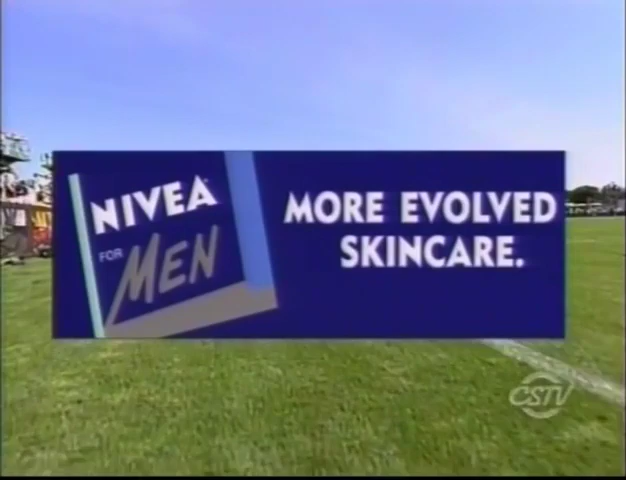 NIVEA
FOR
MEN
MORE EVOLVED
SKINCARE.
CSTV